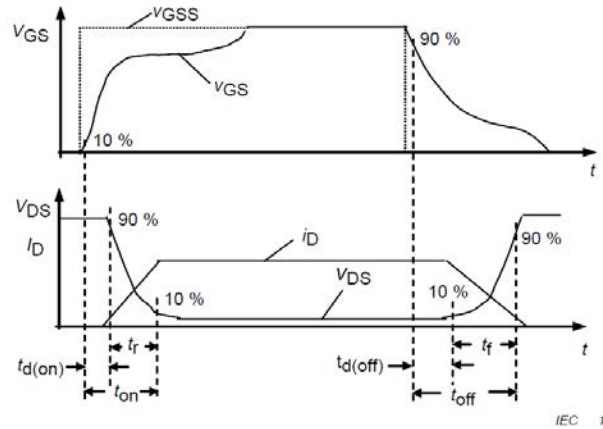 vGSS
VGS
90 %
vGS
10 %
t
VDS
90 %
ID
iD
90 %
VDS
10 %
10 %
tr
tf
t
td(on)
td(off)
ton
toff
IEC 1